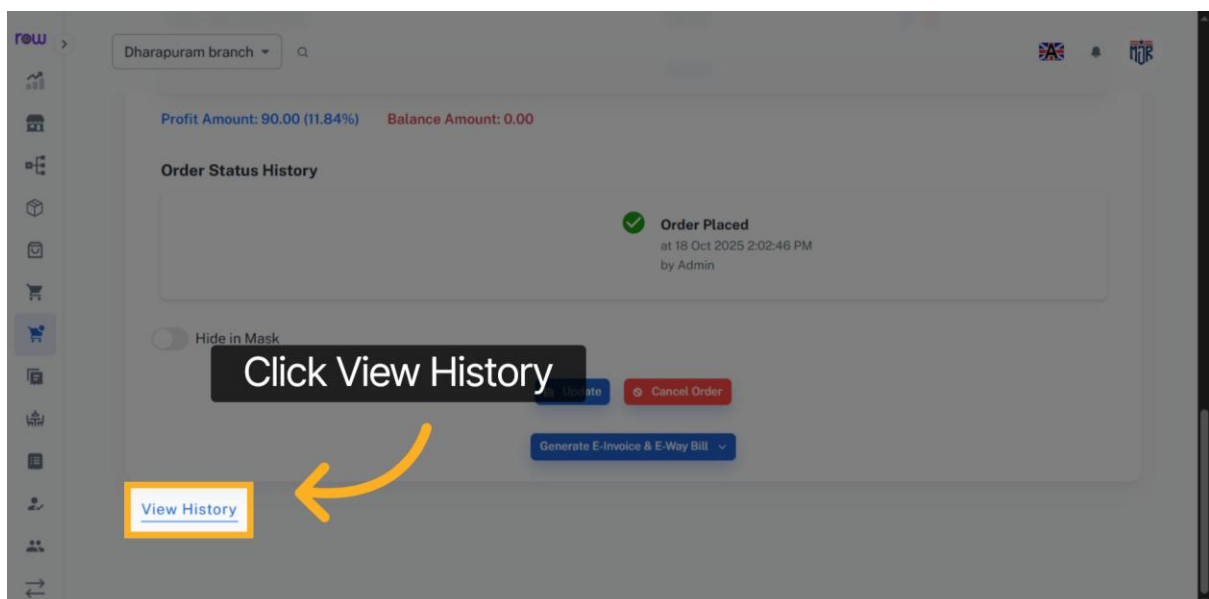 row
Dharapuram branch
MJR
Profit Amount: 90.00 (11.84%) Balance Amount: 0.00
Order Status History
Order Placed
at 18 Oct 2025 2:02:46 PM
by Admin
Hide in Mask
Click View History
Update Cancel Order
Generate E-Invoice & E-Way Bill
View History